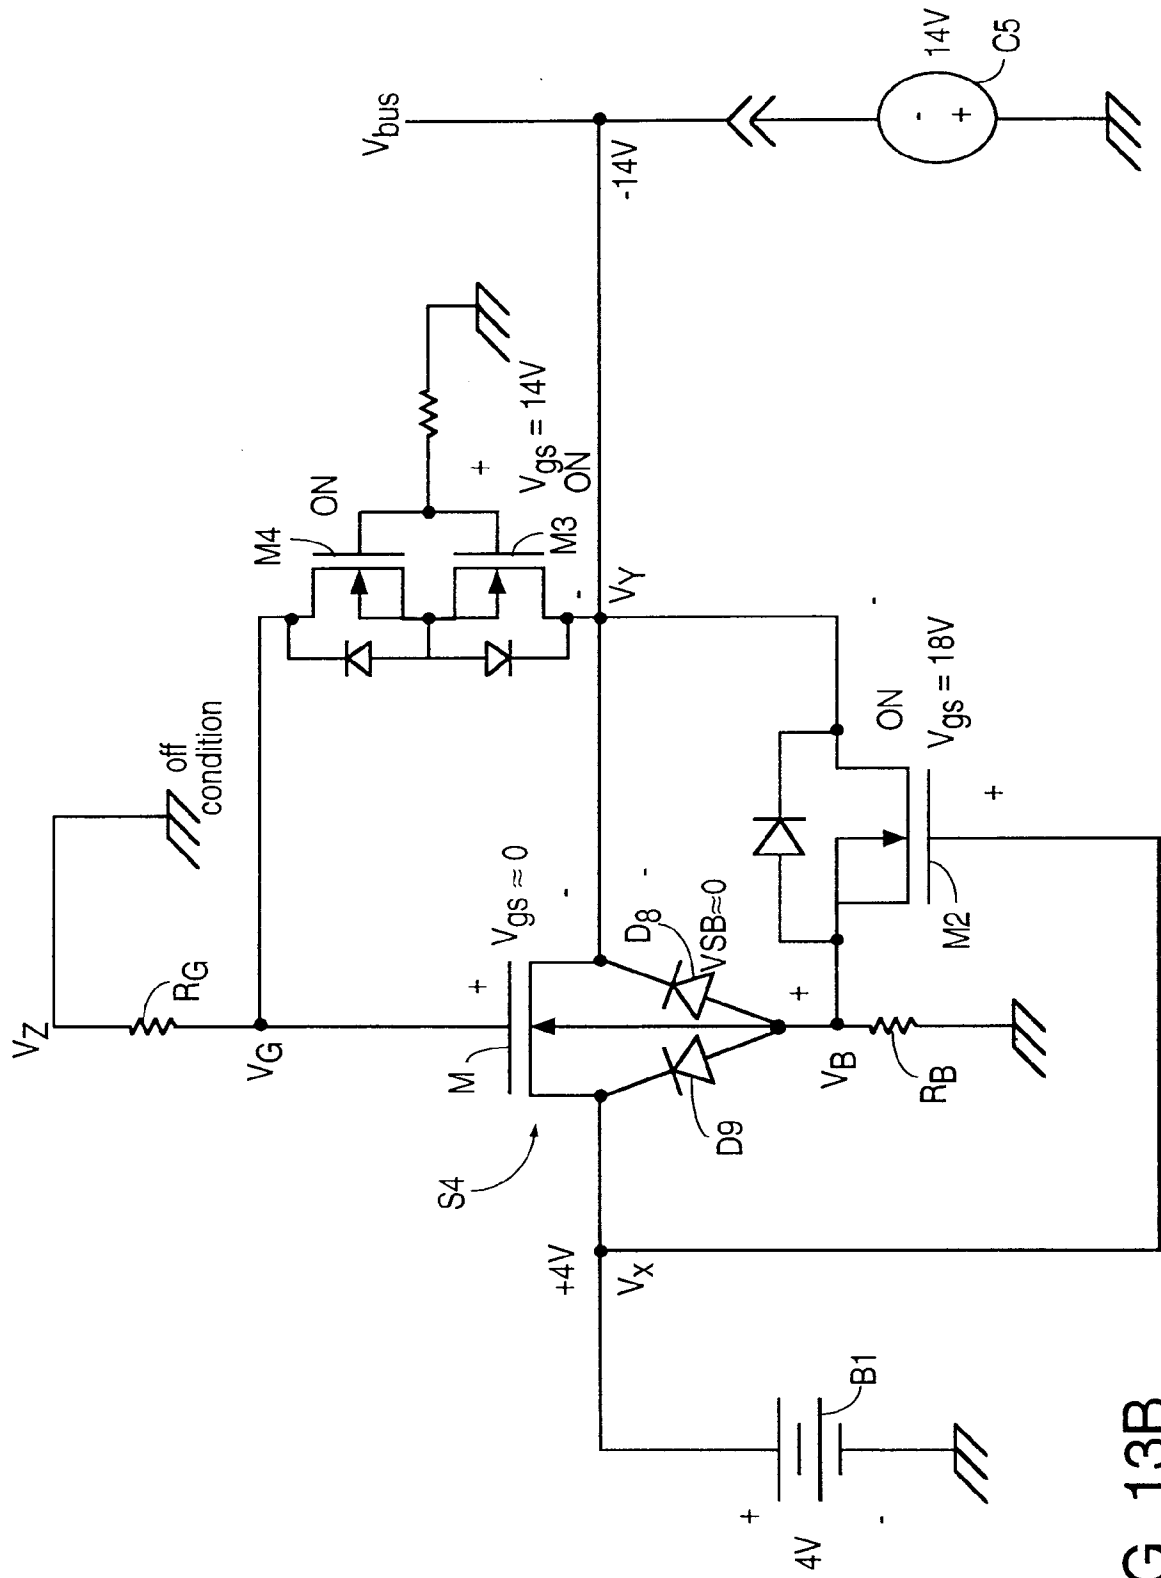 Vbus
-14V
14V
-
+
C5
M4
ON
+
Vgs = 14V
ON
M3
-
VY
off
condition
VZ
RG
VG
M
+
Vgs ≈ 0
-
S4
D8
-
VSB≈0
+
D9
VB
RB
ON
Vgs = 18V
-
+
M2
+4V
VX
+
4V
-
B1
G 13B